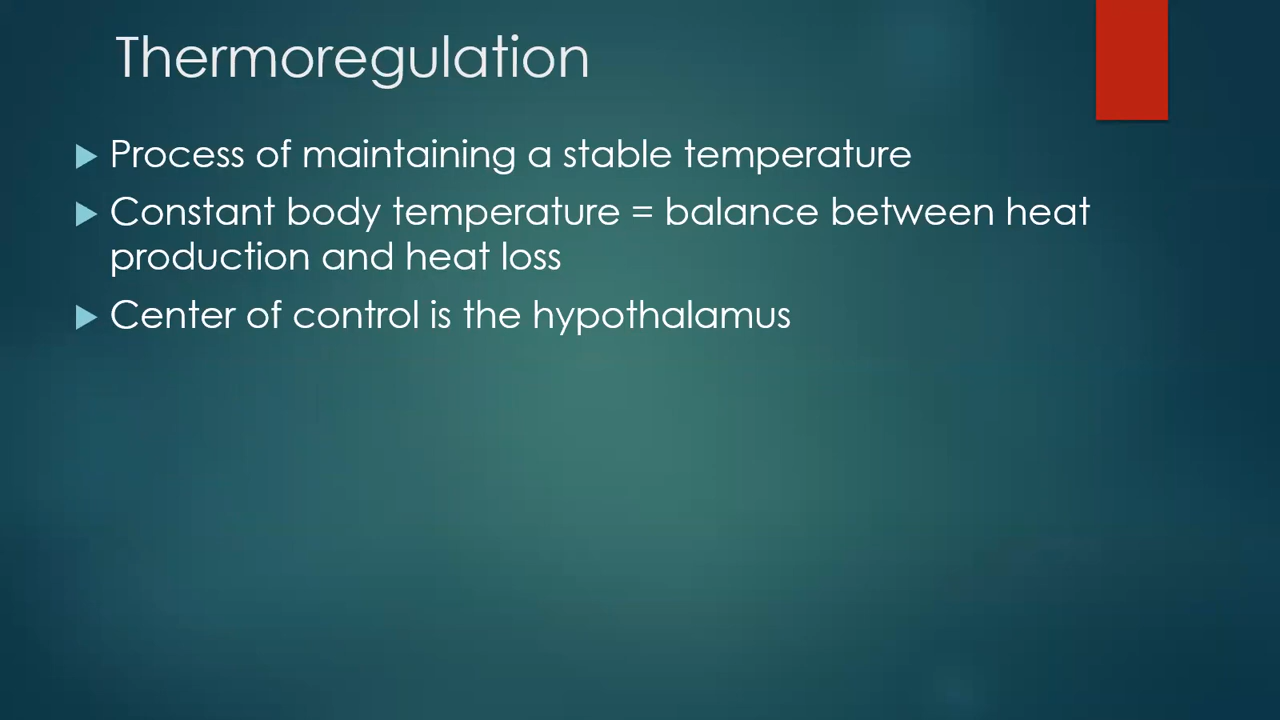 Thermoregulation
Process of maintaining a stable temperature
Constant body temperature = balance between heat
production and heat loss
Center of control is the hypothalamus